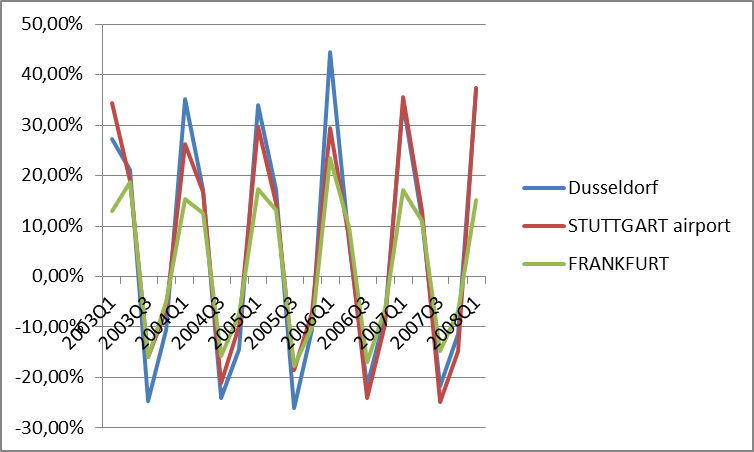 50,00%
40,00%
30,00%
20,00%
10,00%
0,00%
-10,00%
-20,00%
-30,00%
2003Q1
2003Q3
2004Q1
2004Q3
2005Q1
2005Q3
2006Q1
2006Q3
2007Q1
2007Q3
2008Q1
Dusseldorf
STUTTGART airport
FRANKFURT